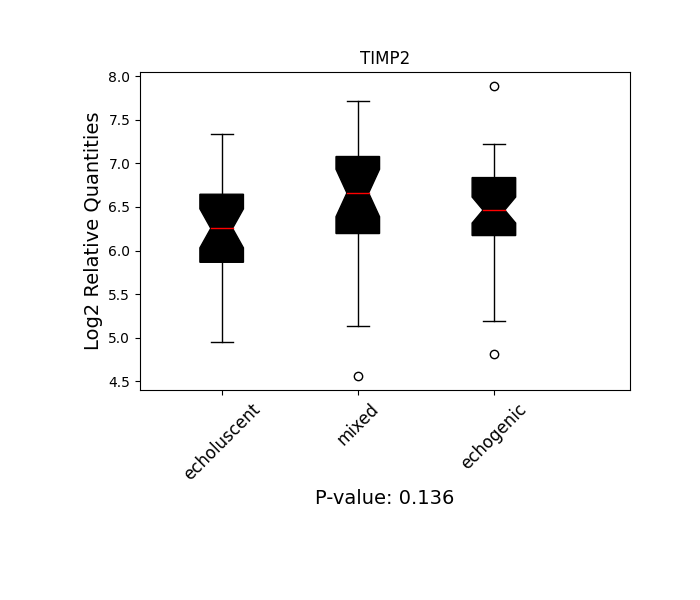 TIMP2
Log2 Relative Quantities
8.0
7.5
7.0
6.5
6.0
5.5
5.0
4.5
echoluscent
mixed
echogenic
P-value: 0.136